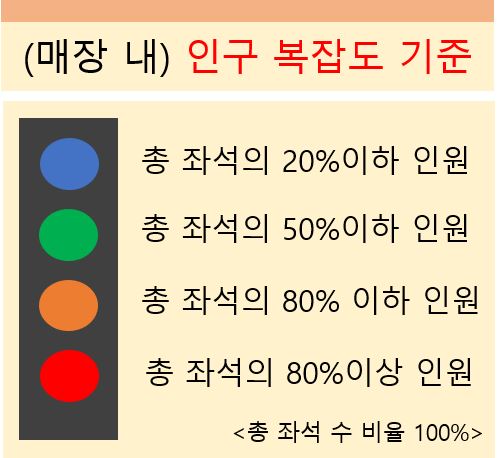 (매장 내) 인구 복잡도 기준
총 좌석의 20%이하 인원
총 좌석의 50%이하 인원
총 좌석의 80% 이하 인원
총 좌석의 80%이상 인원
<총 좌석 수 비율 100%>